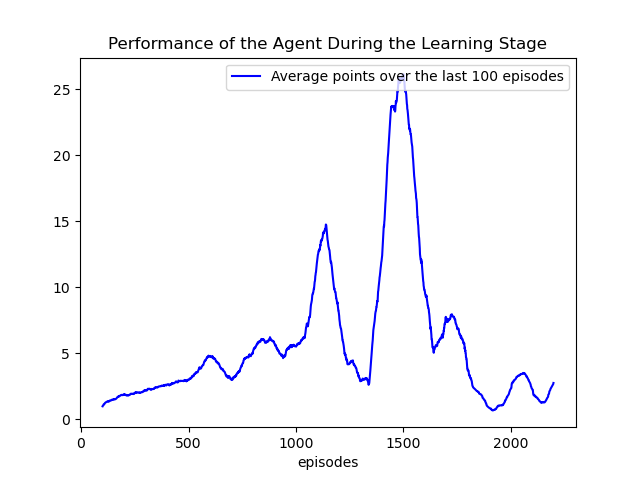 Performance of the Agent During the Learning Stage
Average points over the last 100 episodes
25
20
15
10
5
0
0 500 1000 1500 2000
episodes